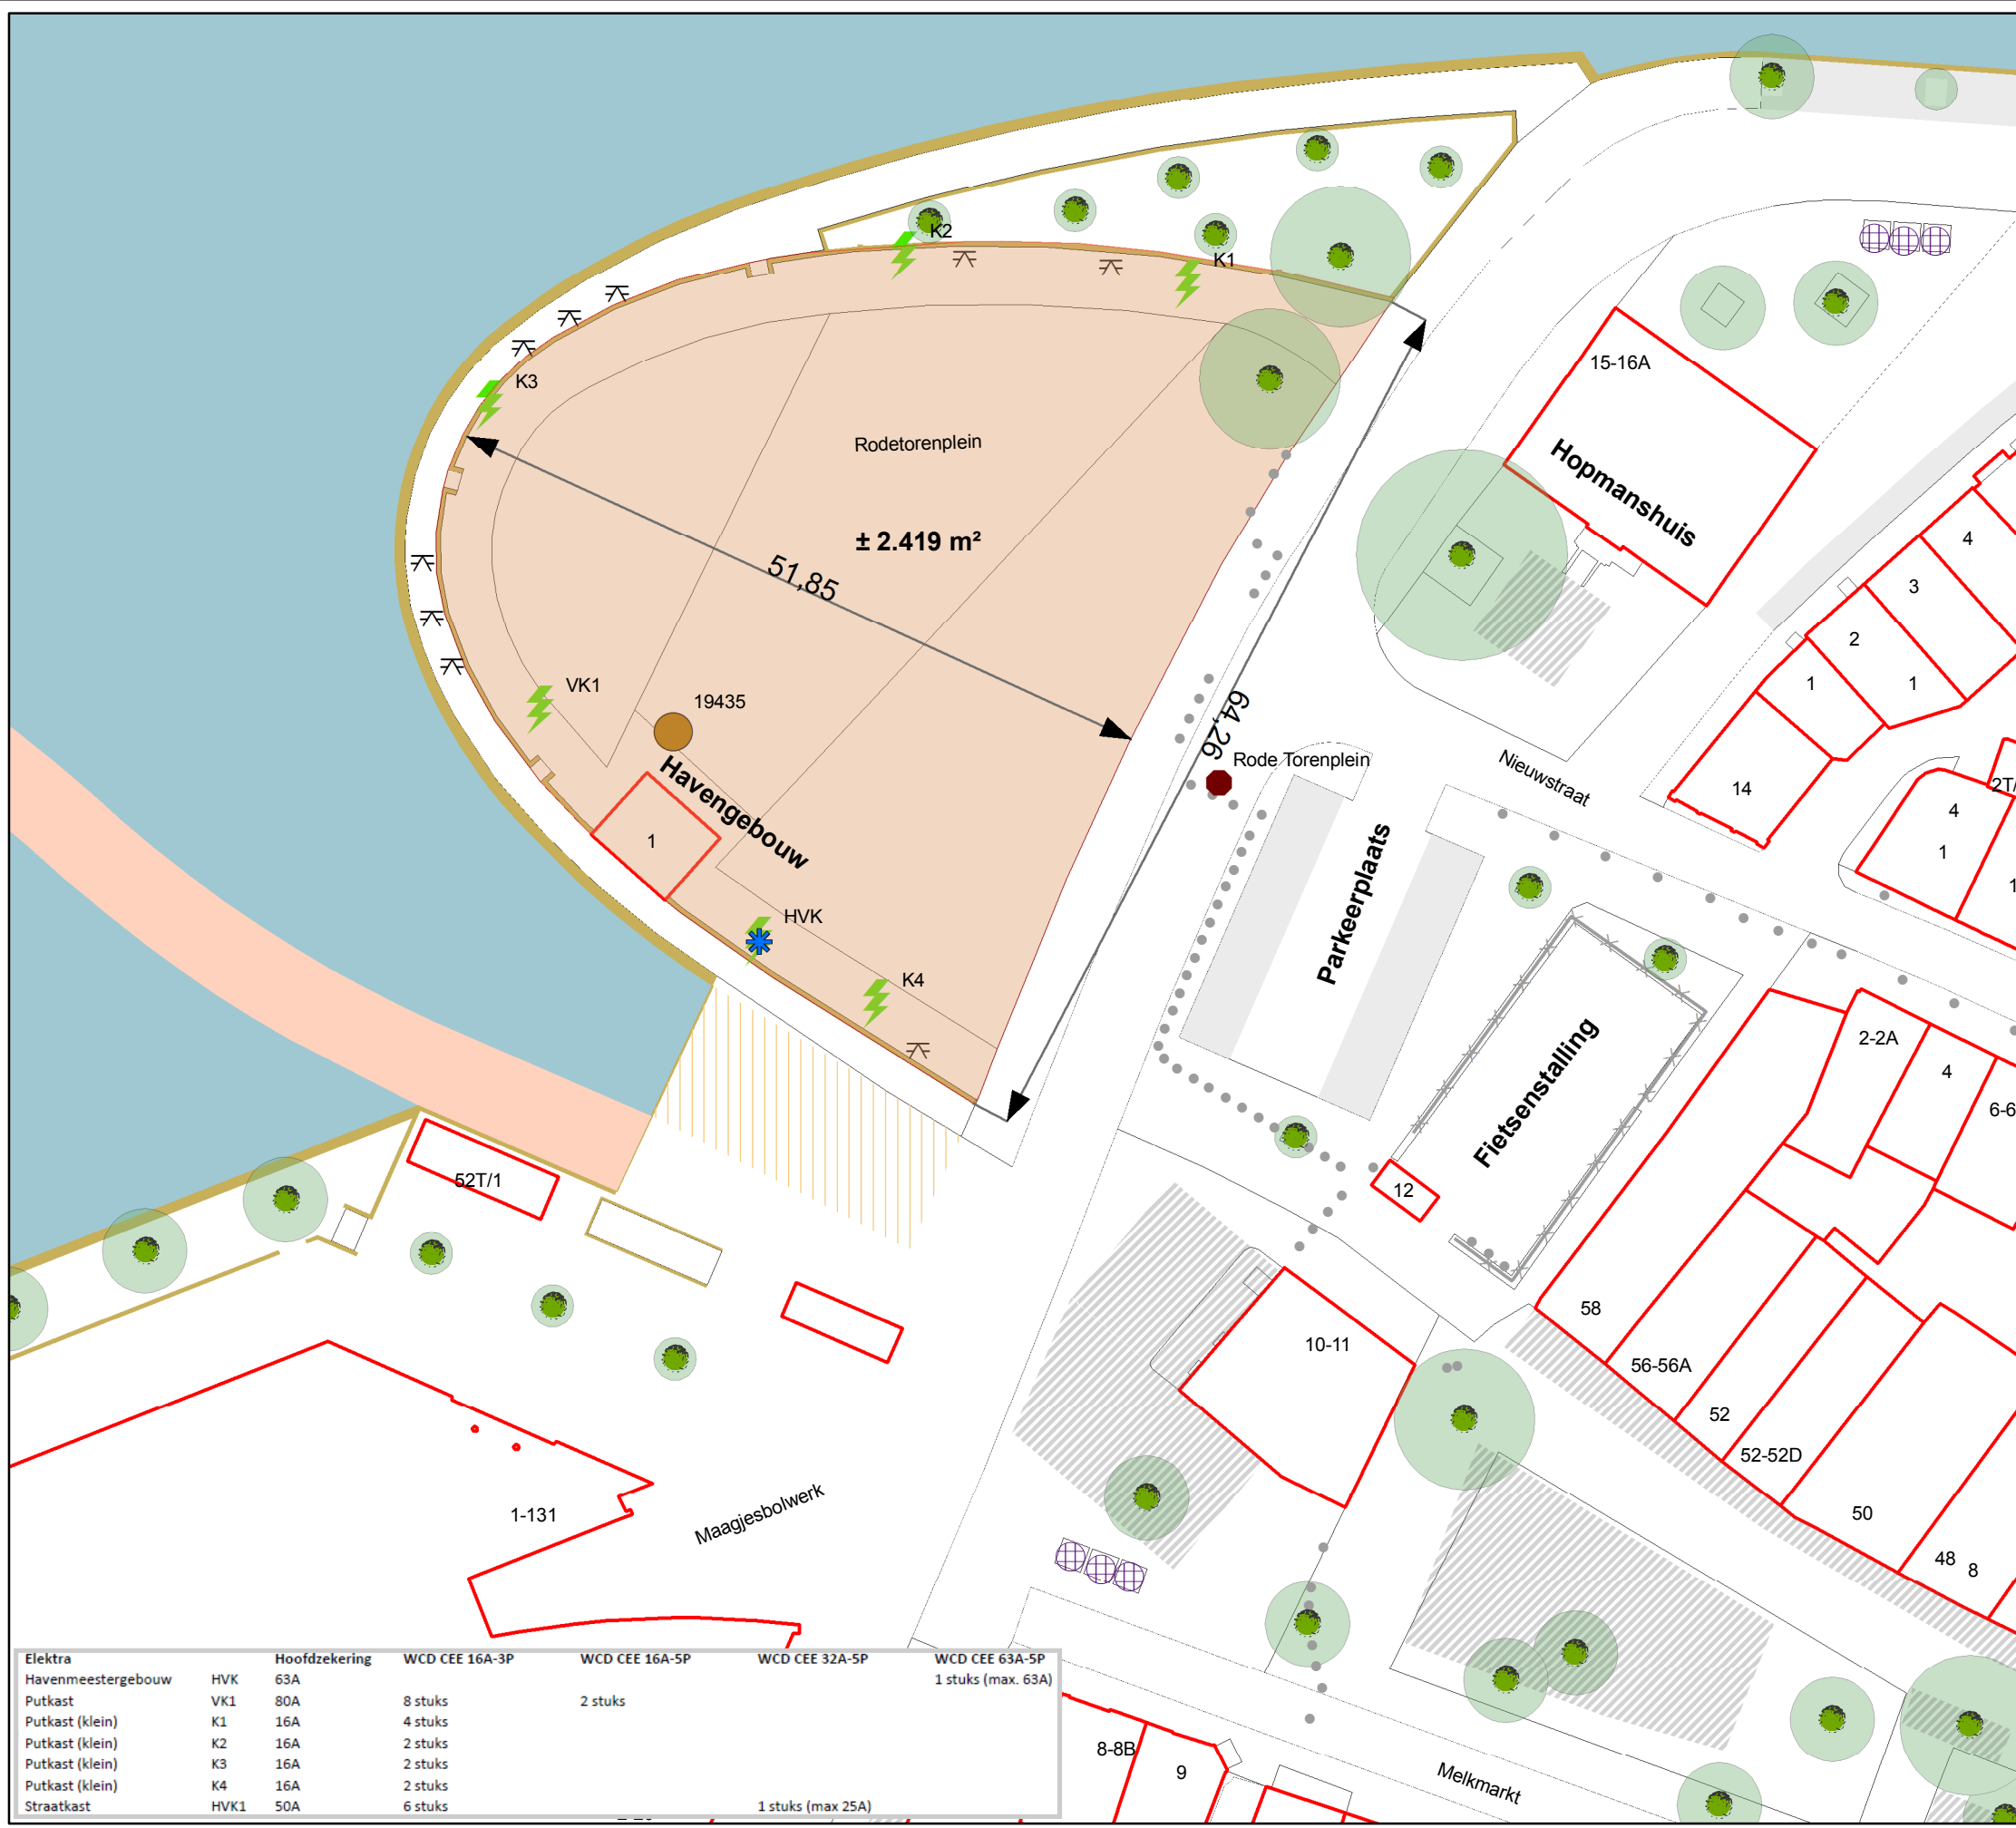 K2
K1
K3
15-16A
Rodetorenplein
Hopmanshuis
± 2.419 m²
51,85
4
3
2
1
1
VK1
19435
64,26
Rode Torenplein
Nieuwstraat
14
2T/
4
1
1
Havengebouw
1
Parkeerplaats
HVK
K4
Fietsenstalling
2-2A
4
6-6
52T/1
12
58
10-11
56-56A
52
52-52D
50
48
8
1-131
Maagjesbolwerk
Elektra Hoofdzekering WCD CEE 16A-3P WCD CEE 16A-5P WCD CEE 32A-5P WCD CEE 63A-5P
Havenmeestergebouw HVK 63A 1 stuks (max. 63A)
Putkast VK1 80A 8 stuks 2 stuks
Putkast (klein) K1 16A 4 stuks
Putkast (klein) K2 16A 2 stuks
Putkast (klein) K3 16A 2 stuks
Putkast (klein) K4 16A 2 stuks
Straatkast HVK1 50A 6 stuks 1 stuks (max 25A)
8-8B
9
Melkmarkt